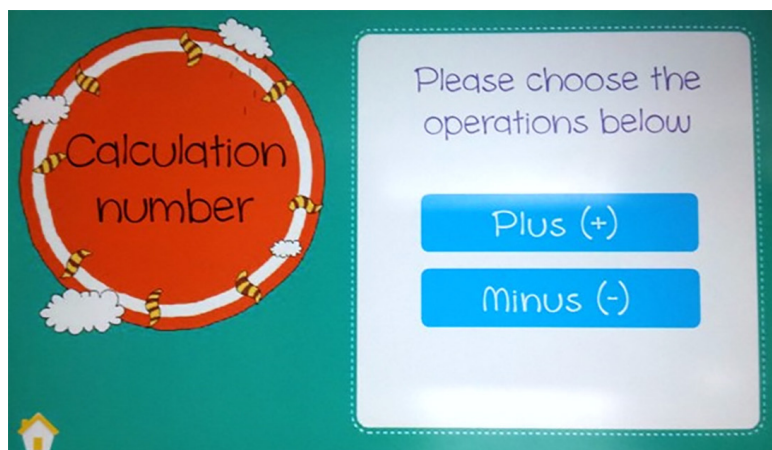 Calculation
number
Please choose the
operations below
Plus (+)
Minus (-)